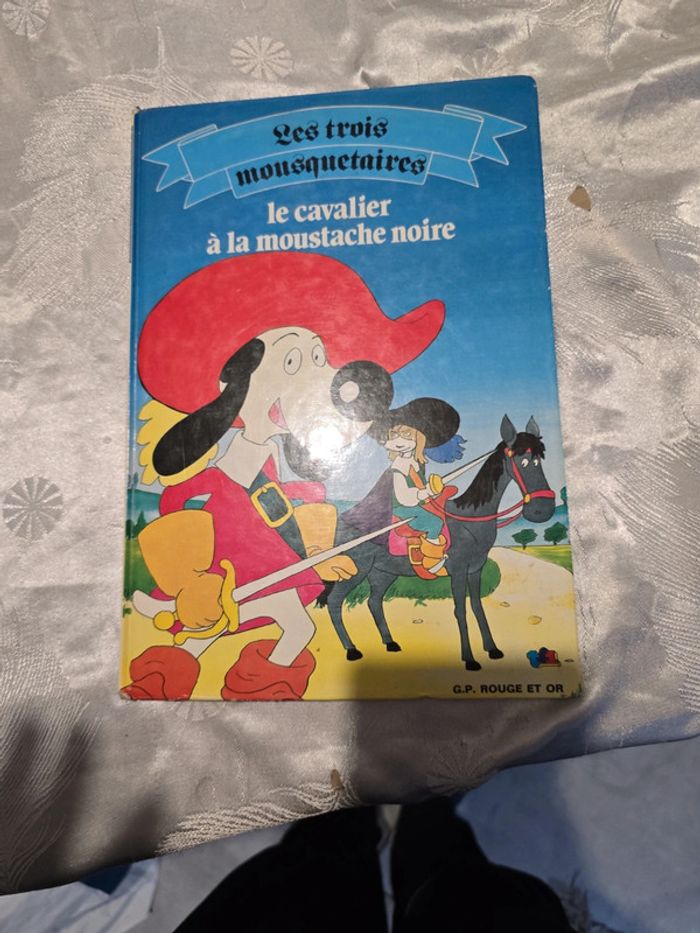 Les trois
mousquetaires
le cavalier
à la moustache noire
G.P. ROUGE ET OR